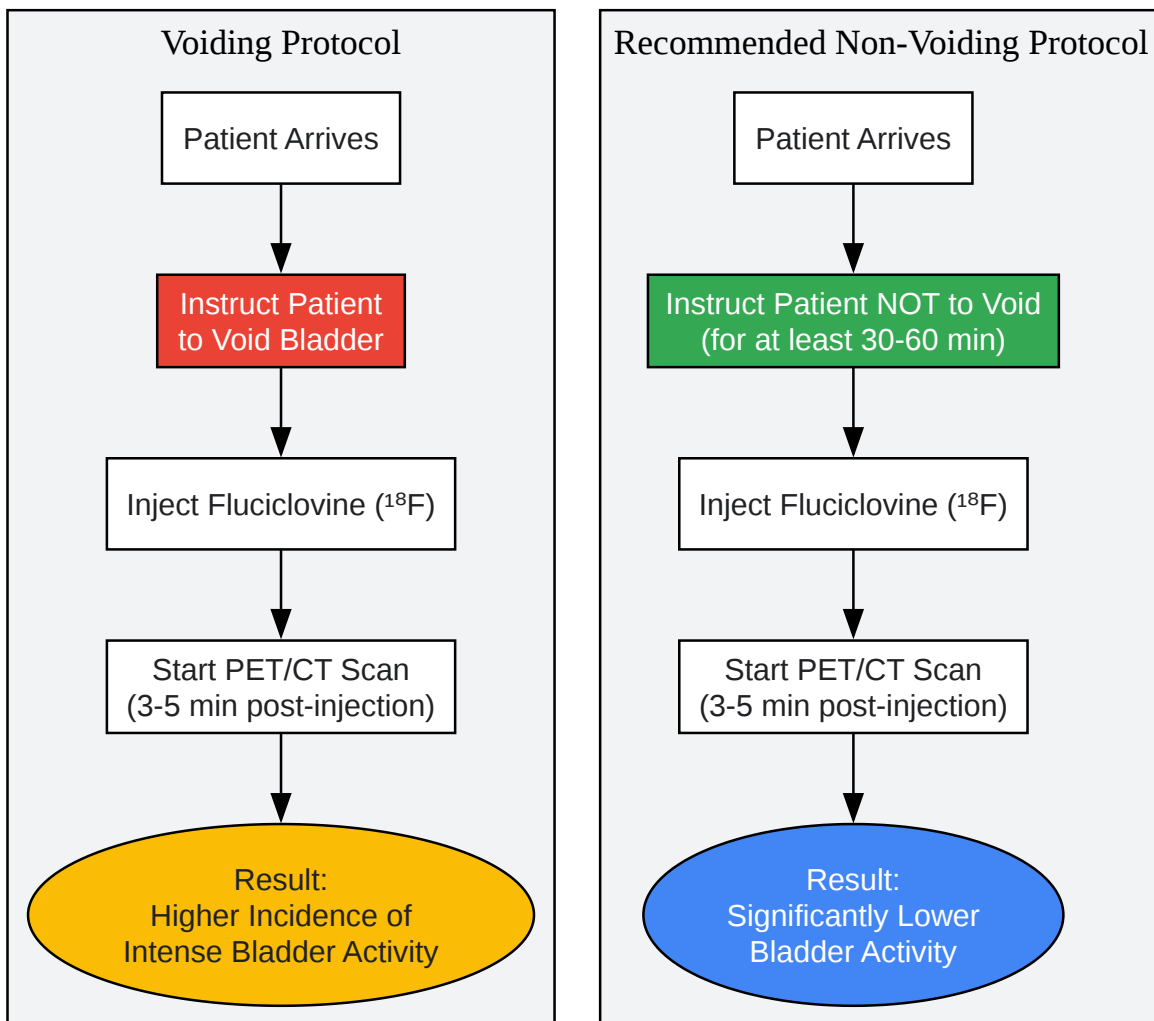 Voiding Protocol
Patient Arrives
Instruct Patient
to Void Bladder
Inject Fluciclovine (¹⁸F)
Start PET/CT Scan
(3-5 min post-injection)
Result:
Higher Incidence of
Intense Bladder Activity
Recommended Non-Voiding Protocol
Patient Arrives
Instruct Patient NOT to Void
(for at least 30-60 min)
Inject Fluciclovine (¹⁸F)
Start PET/CT Scan
(3-5 min post-injection)
Result:
Significantly Lower
Bladder Activity